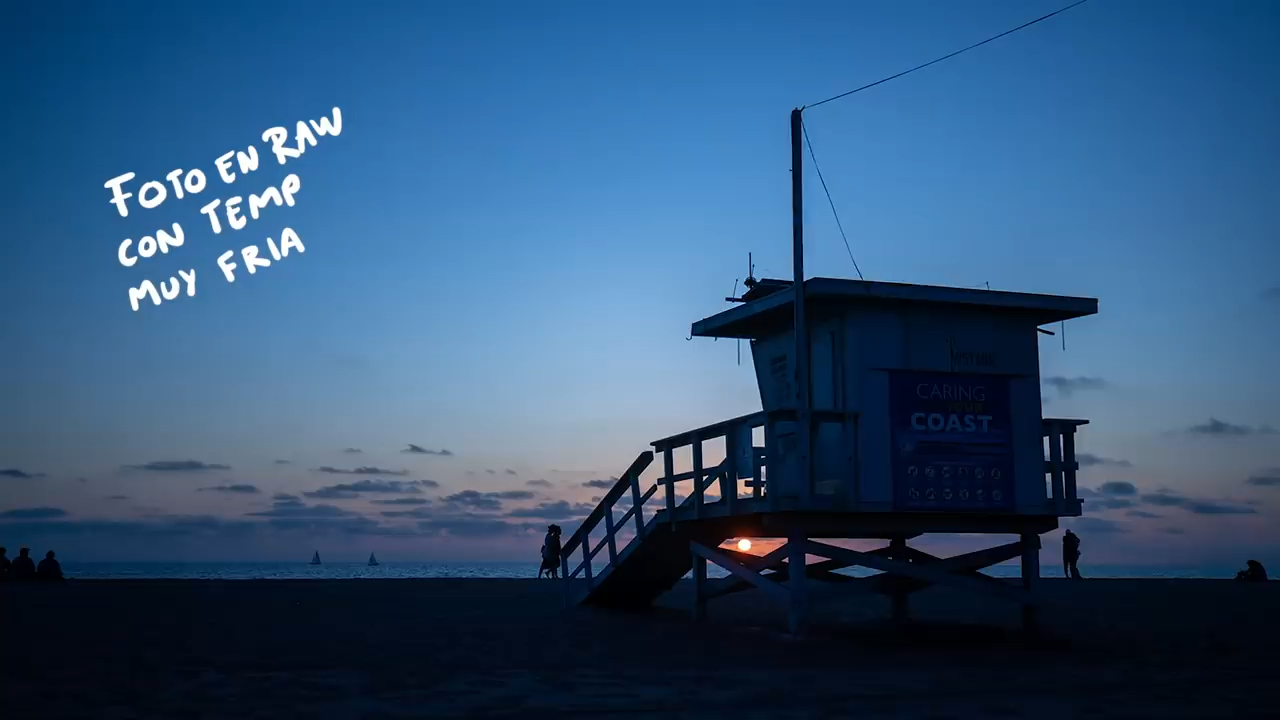 FOTO EN RAW
CON TEMP
MUY FRIA
CARING
COAST